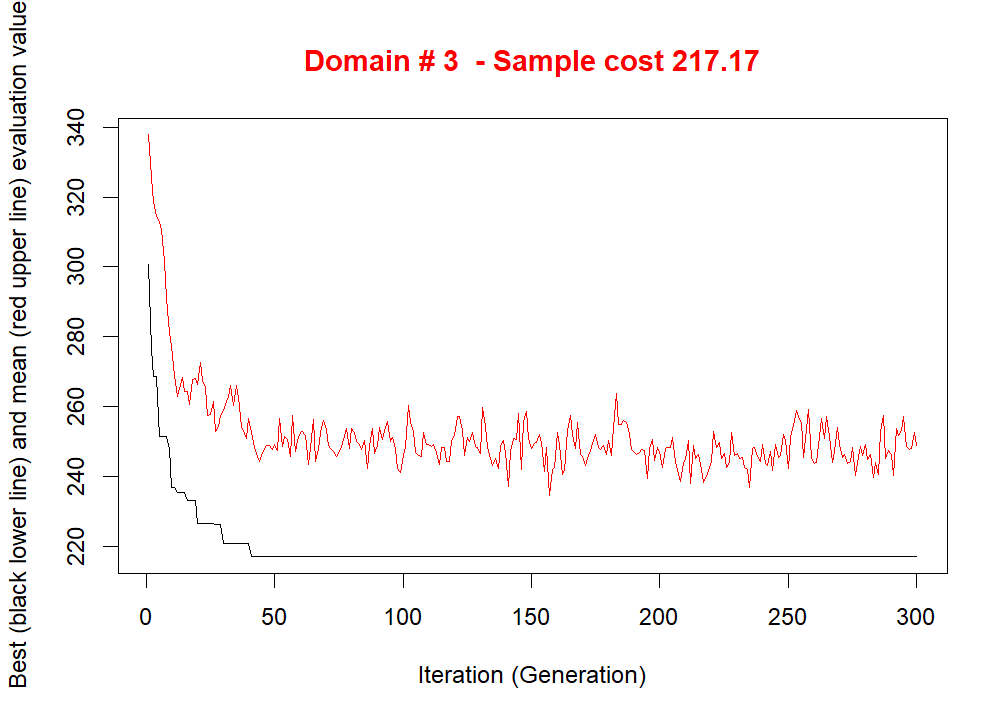 Domain # 3  - Sample cost 217.17
Best (black lower line) and mean (red upper line) evaluation value
340
320
300
280
260
240
220
0 50 100 150 200 250 300
Iteration (Generation)